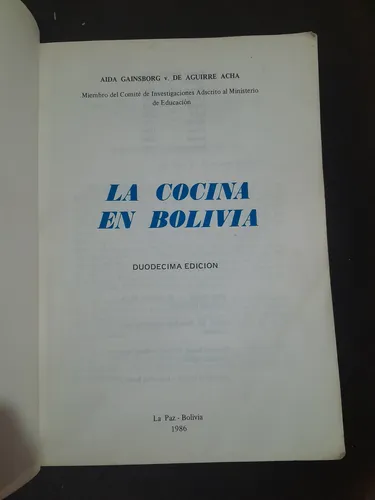 AIDA GAINSBORG v. DE AGUIRRE ACHA
Miembro del Comité de Investigaciones Adscrito al Ministerio
de Educación
LA COCINA
EN BOLIVIA
DUODECIMA EDICION
La Paz - Bolivia
1986